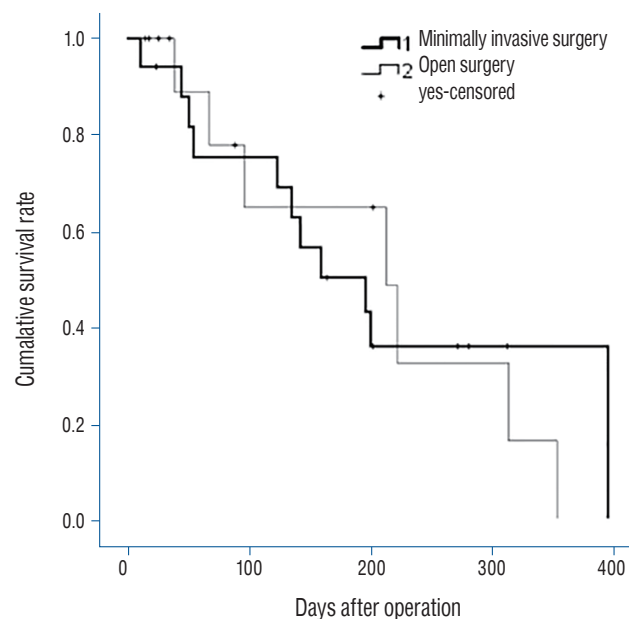 1 Minimally invasive surgery
2 Open surgery
yes-censored
Cumalative survival rate
1.0
0.8
0.6
0.4
0.2
0.0
0 100 200 300 400
Days after operation